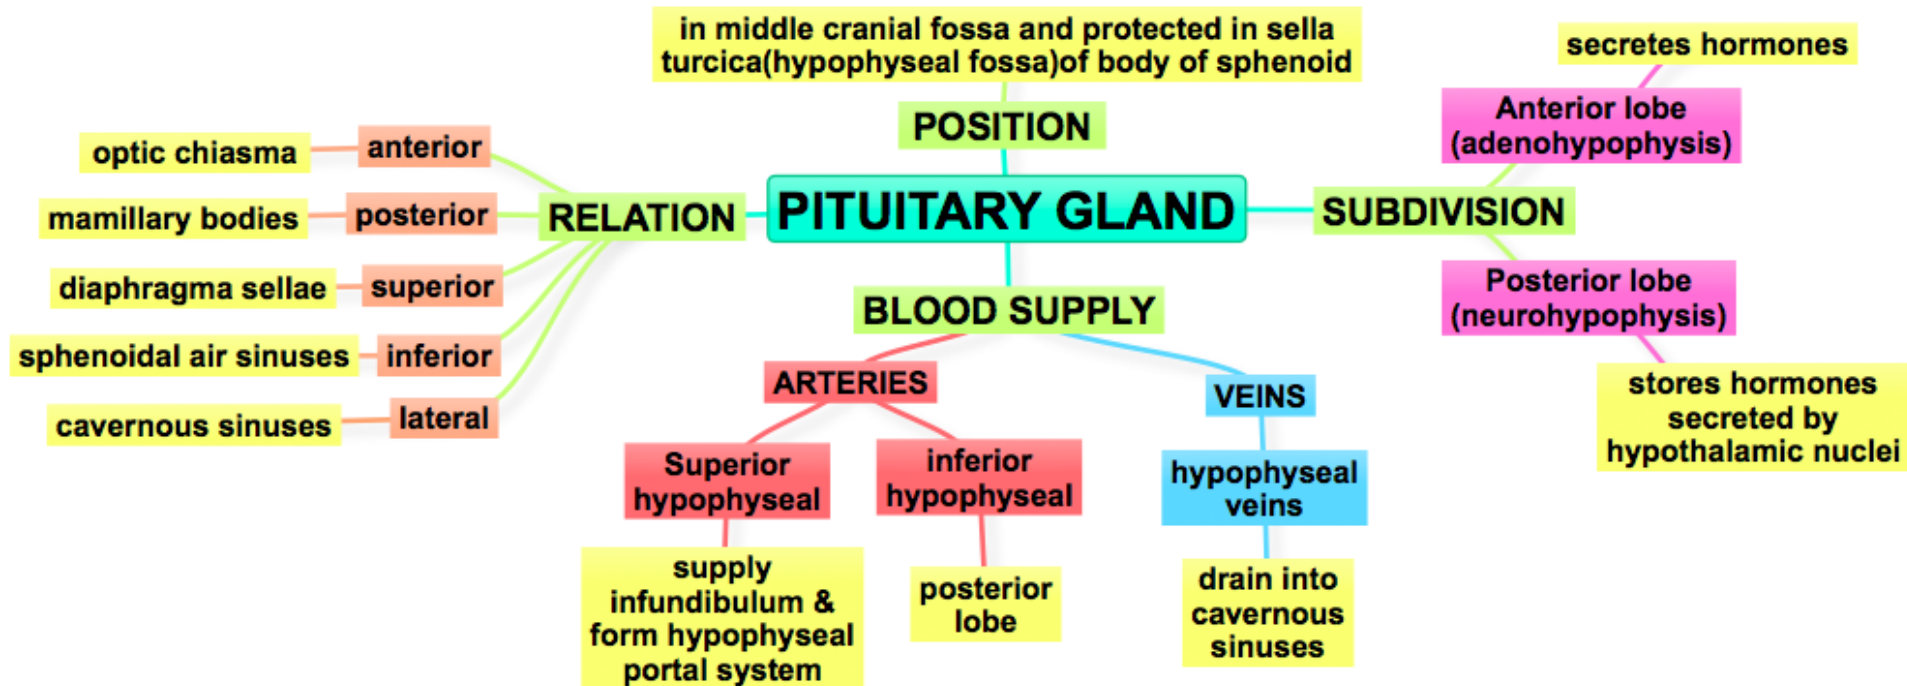 in middle cranial fossa and protected in sella
turcica(hypophyseal fossa)of body of sphenoid
POSITION
PITUITARY GLAND
RELATION
anterior
optic chiasma
posterior
mamillary bodies
superior
diaphragma sellae
inferior
sphenoidal air sinuses
lateral
cavernous sinuses
SUBDIVISION
secretes hormones
Anterior lobe
(adenohypophysis)
Posterior lobe
(neurohypophysis)
stores hormones
secreted by
hypothalamic nuclei
BLOOD SUPPLY
ARTERIES
Superior
hypophyseal
supply
infundibulum &
form hypophyseal
portal system
inferior
hypophyseal
posterior
lobe
VEINS
hypophyseal
veins
drain into
cavernous
sinuses